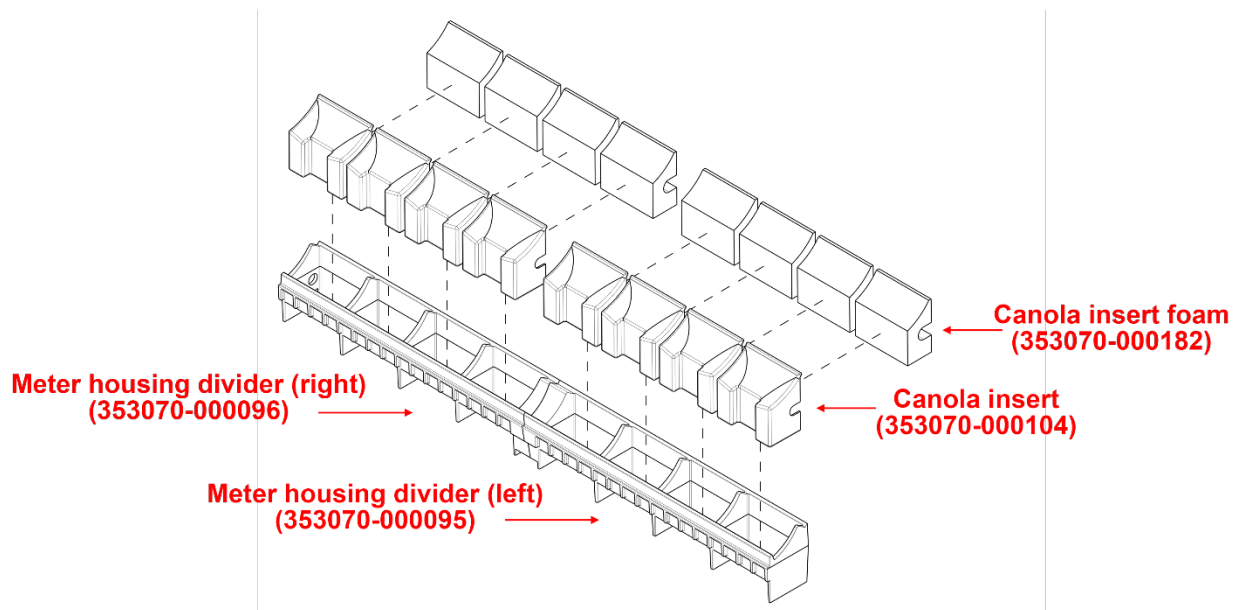 Canola insert foam
(353070-000182)
Meter housing divider (right)
(353070-000096)
Canola insert
(353070-000104)
Meter housing divider (left)
(353070-000095)